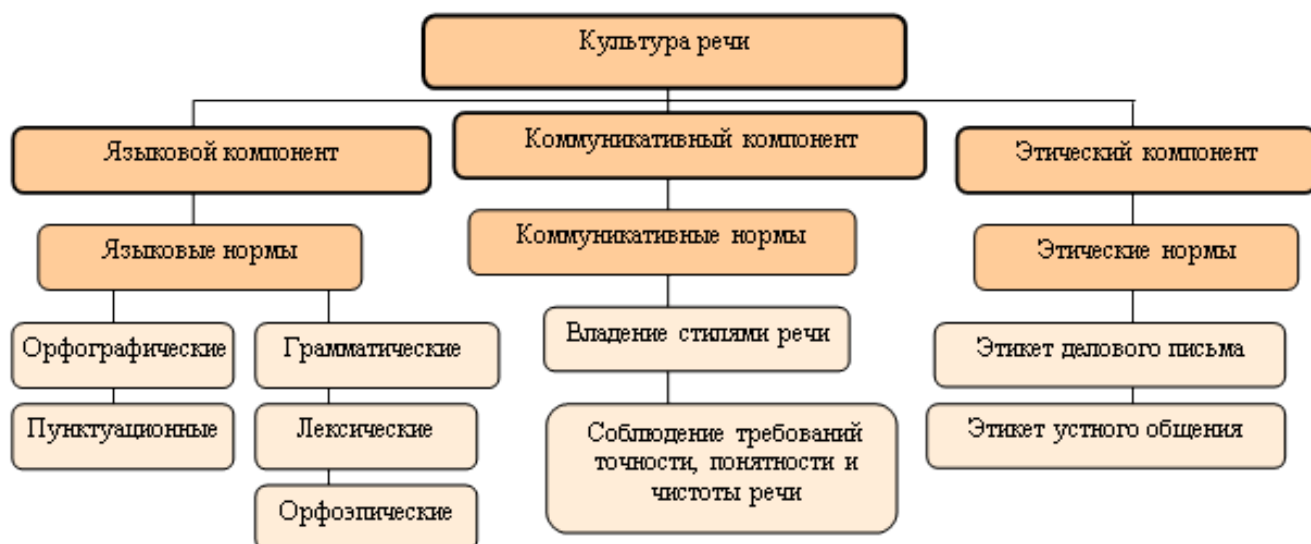 Культура речи
Языковой компонент
Коммуникативный компонент
Этический компонент
Языковые нормы
Коммуникативные нормы
Этические нормы
Орфографические
Грамматические
Владение стилями речи
Этикет делового письма
Пунктуационные
Лексические
Соблюдение требований
точности, понятности и
чистоты речи
Этикет устного общения
Орфоэпические